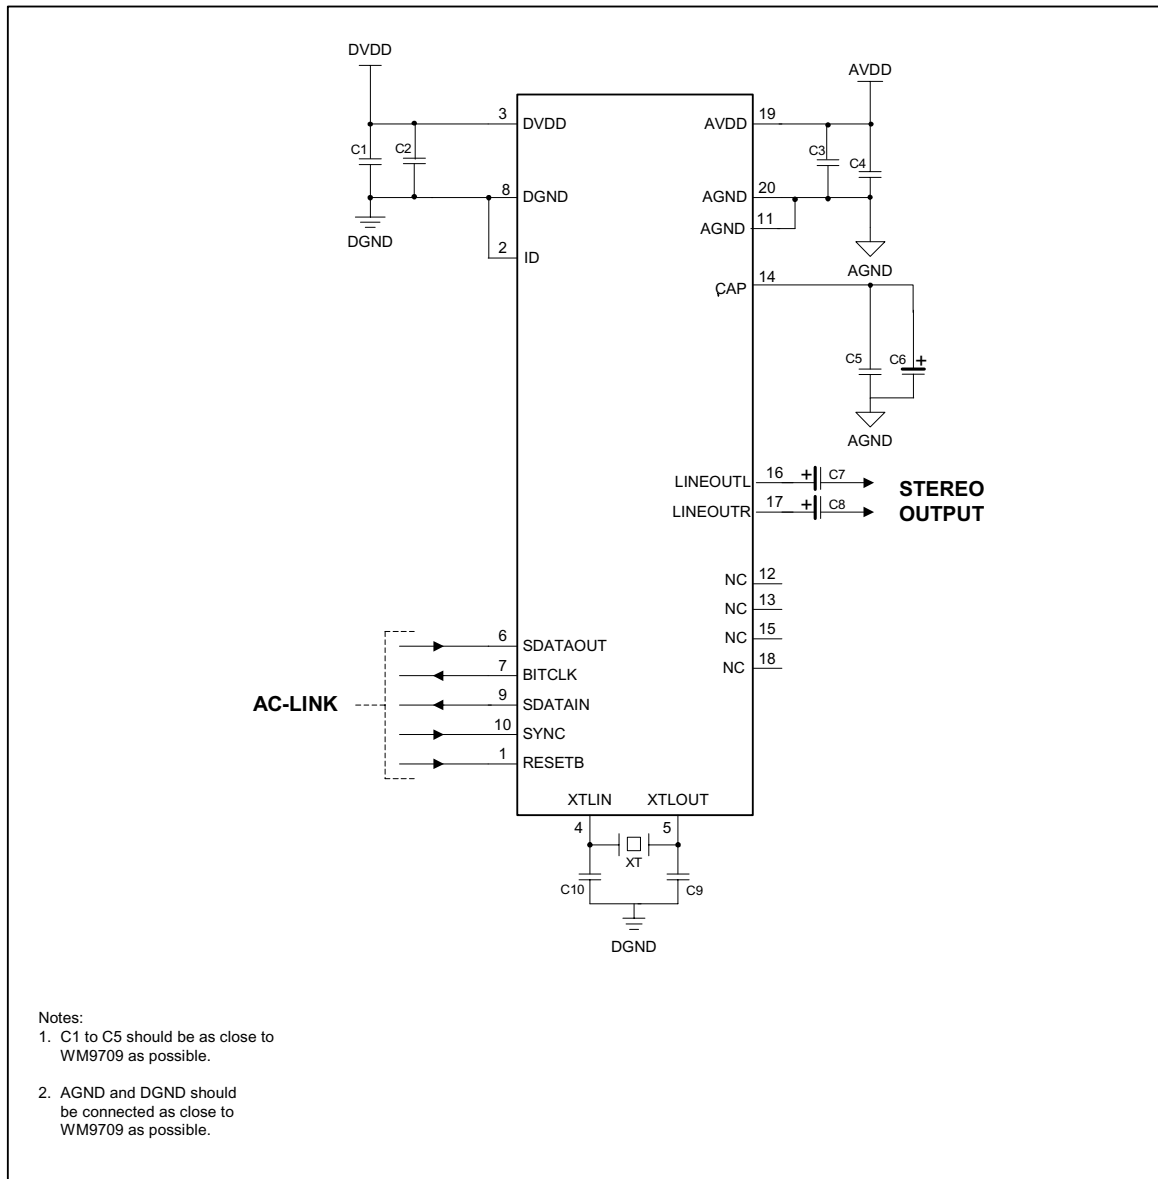 DVDD
AVDD
3 DVDD
AVDD 19
C1
C2
C3
C4
8 DGND
AGND 20
AGND 11
DGND
2 ID
AGND
CAP 14
C5
C6 +
AGND
LINEOUTL 16 + C7
LINEOUTR 17 + C8
STEREO
OUTPUT
NC 12
NC 13
NC 15
NC 18
AC-LINK
6 SDATAOUT
7 BITCLK
9 SDATAIN
10 SYNC
1 RESETB
XTLIN XTLOUT
4 5
XT
C10 C9
DGND
Notes:
1. C1 to C5 should be as close to
WM9709 as possible.
2. AGND and DGND should
be connected as close to
WM9709 as possible.